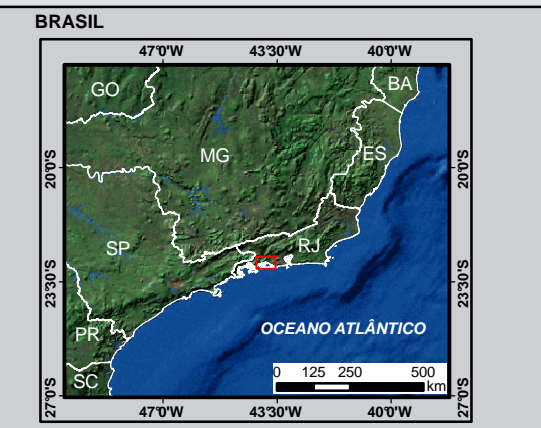 BRASIL
47°0'W 43°30'W 40°0'W
GO
BA
MG
ES
20°0'S 20°0'S
SP
RJ
23°30'S 23°30'S
PR
OCEANO ATLÂNTICO
SC
0 125 250 500
km
27°0'S 27°0'S
47°0'W 43°30'W 40°0'W